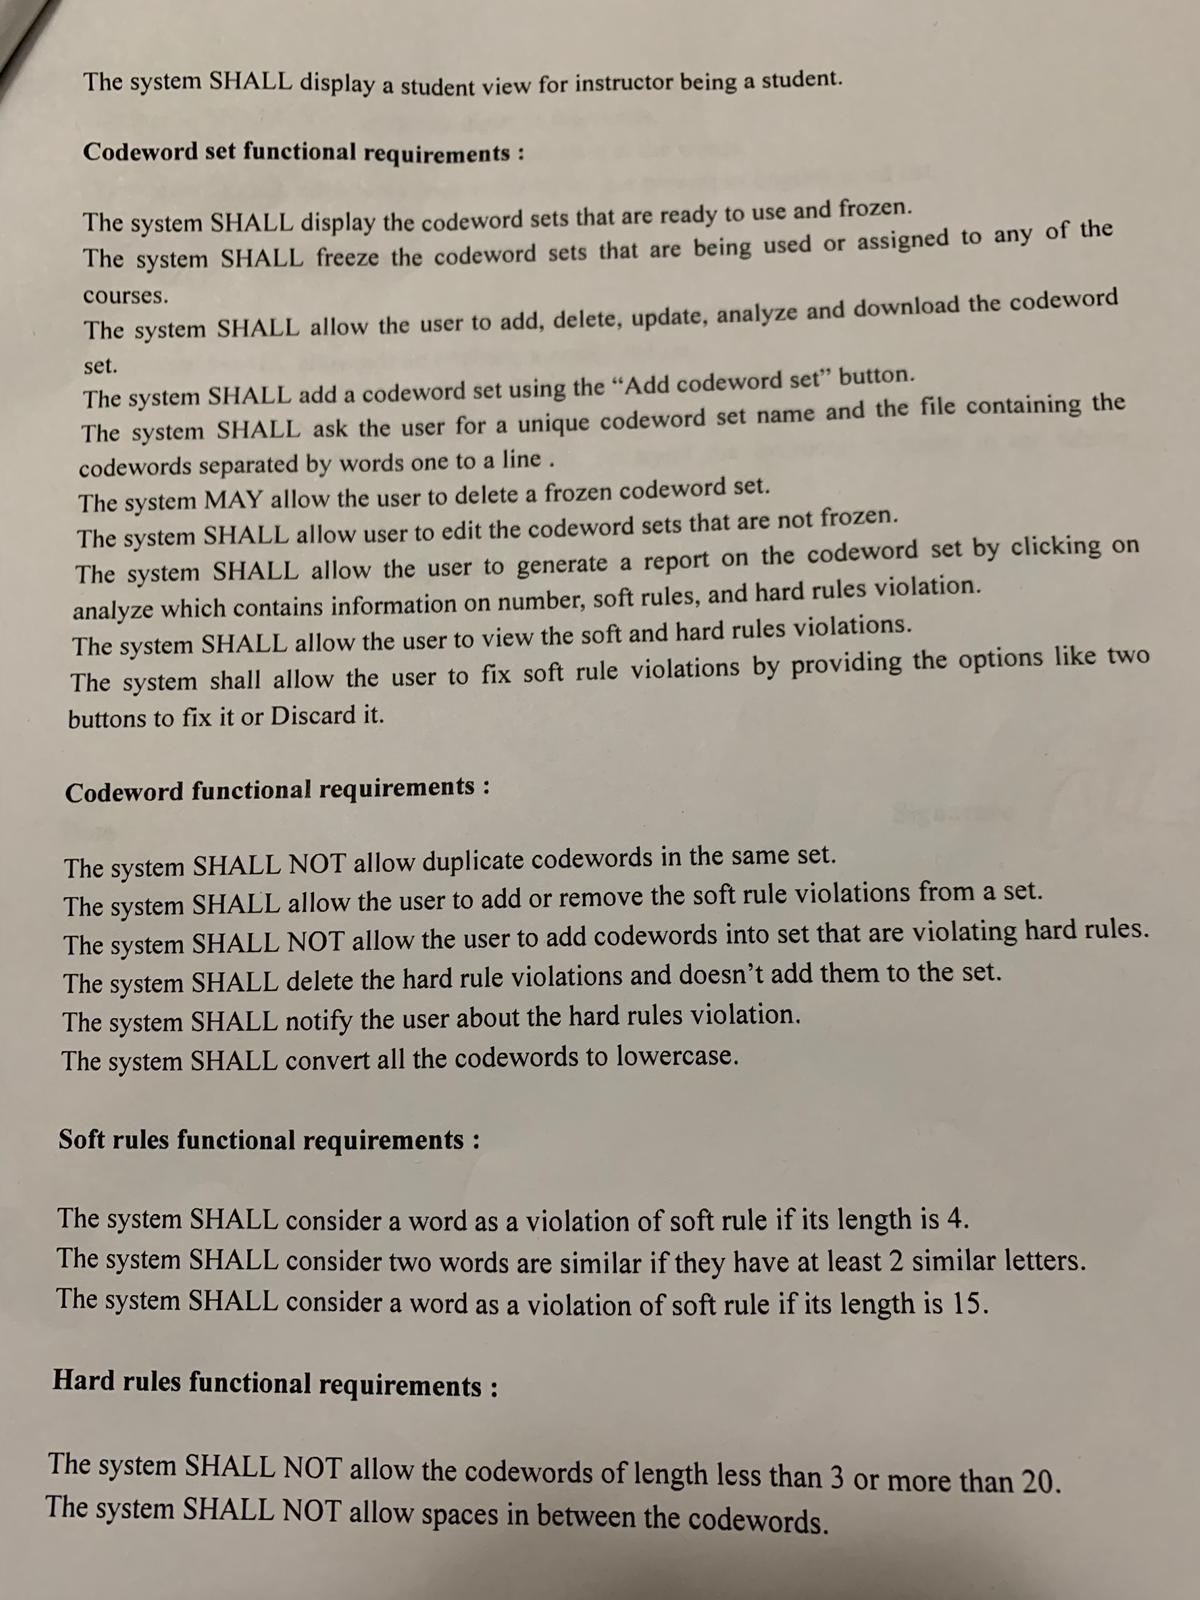 The system SHALL display a student view for instructor being a student.
Codeword set functional requirements :
The system SHALL display the codeword sets that are ready to use and frozen.
The system SHALL freeze the codeword sets that are being used or assigned to any of the
courses.
The system SHALL allow the user to add, delete, update, analyze and download the codeword
set.
The system SHALL add a codeword set using the “Add codeword set” button.
The system SHALL ask the user for a unique codeword set name and the file containing the
codewords separated by words one to a line .
The system MAY allow the user to delete a frozen codeword set.
The system SHALL allow user to edit the codeword sets that are not frozen.
The system SHALL allow the user to generate a report on the codeword set by clicking on
analyze which contains information on number, soft rules, and hard rules violation.
The system SHALL allow the user to view the soft and hard rules violations.
The system shall allow the user to fix soft rule violations by providing the options like two
buttons to fix it or Discard it.
Codeword functional requirements :
The system SHALL NOT allow duplicate codewords in the same set.
The system SHALL allow the user to add or remove the soft rule violations from a set.
The system SHALL NOT allow the user to add codewords into set that are violating hard rules.
The system SHALL delete the hard rule violations and doesn’t add them to the set.
The system SHALL notify the user about the hard rules violation.
The system SHALL convert all the codewords to lowercase.
Soft rules functional requirements :
The system SHALL consider a word as a violation of soft rule if its length is 4.
The system SHALL consider two words are similar if they have at least 2 similar letters.
The system SHALL consider a word as a violation of soft rule if its length is 15.
Hard rules functional requirements :
The system SHALL NOT allow the codewords of length less than 3 or more than 20.
The system SHALL NOT allow spaces in between the codewords.